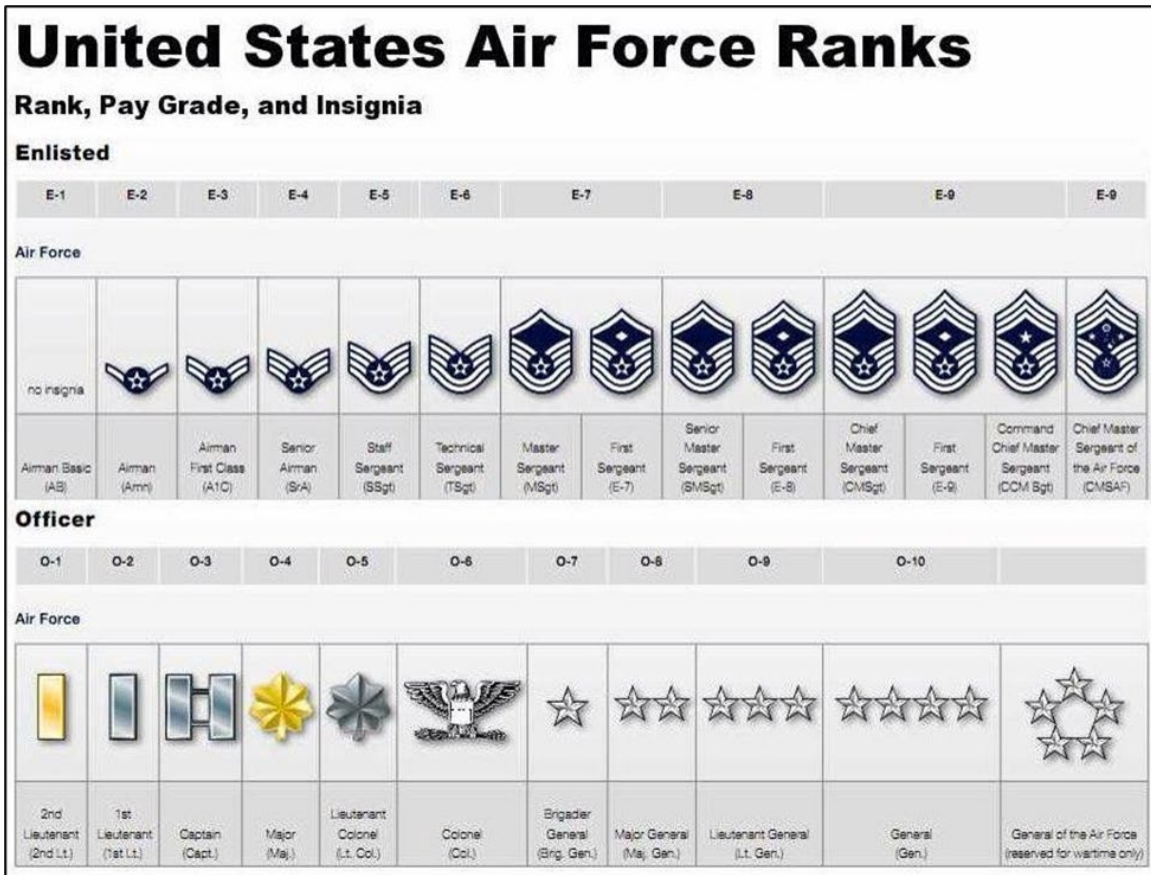 United States Air Force Ranks
Rank, Pay Grade, and Insignia
Enlisted
E-1 E-2 E-3 E-4 E-5 E-6 E-7 E-8 E-9 E-9
Air Force
no insignia
Airman Basic
(AB)
Airman
(Amn)
Airman
First Class
(A1C)
Senior
Airman
(SrA)
Staff
Sergeant
(SSgt)
Technical
Sergeant
(TSgt)
Master
Sergeant
(MSgt)
First
Sergeant
(E-7)
Senior
Master
Sergeant
(SMSgt)
First
Sergeant
(E-8)
Chief
Master
Sergeant
(CMSgt)
First
Sergeant
(E-9)
Command
Chief Master
Sergeant
(CCM Sgt)
Chief Master
Sergeant of
the Air Force
(CMSAF)
Officer
O-1 O-2 O-3 O-4 O-5 O-6 O-7 O-8 O-9 O-10
Air Force
2nd
Lieutenant
(2nd Lt.)
1st
Lieutenant
(1st Lt.)
Captain
(Capt.)
Major
(Maj.)
Lieutenant
Colonel
(Lt. Col.)
Colonel
(Col.)
Brigadier
General
(Brig. Gen.)
Major General
(Maj. Gen.)
Lieutenant General
(Lt. Gen.)
General
(Gen.)
General of the Air Force
(reserved for wartime only)